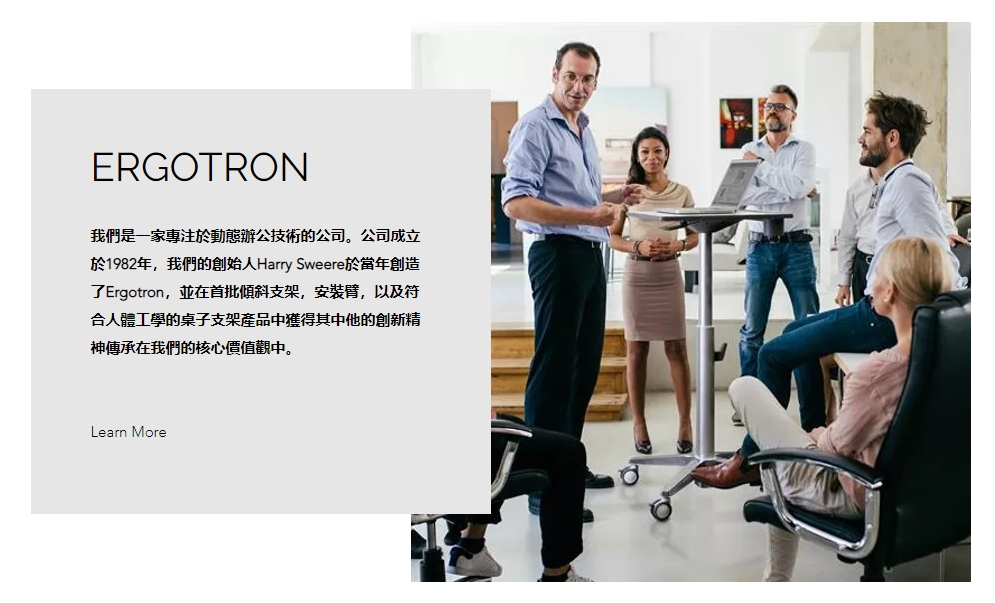 ERGOTRON
我們是一家專注於動態辦公技術的公司。公司成立
於1982年，我們的創始人Harry Sweere於當年創造
了Ergotron，並在首批傾斜支架，安裝臂，以及符
合人體工學的桌子支架產品中獲得其中他的創新精
神傳承在我們的核心價值觀中。
Learn More